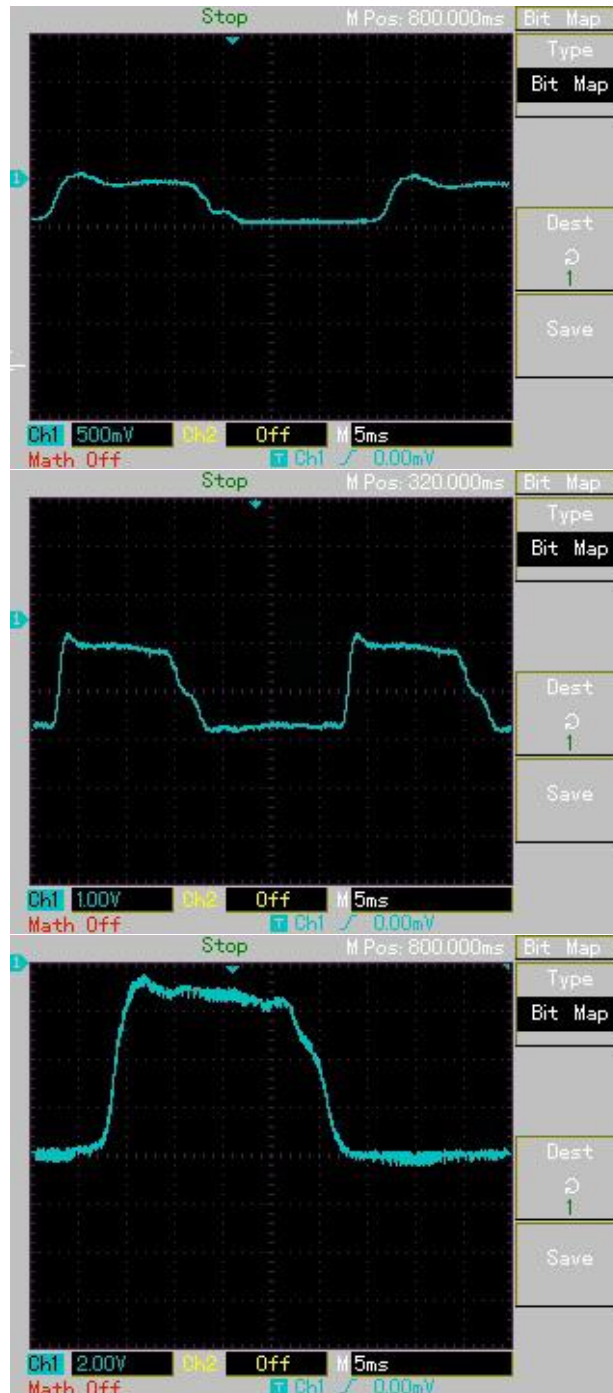 Stop M Pos: 800.000ms Bit Map
Type
Bit Map
1
Dest
1
Save
Ch1 500mV Ch2 Off M 5ms
Math Off T Ch1 0.00mV
Stop M Pos: 320.000ms Bit Map
Type
Bit Map
1
Dest
1
Save
Ch1 1.00V Ch2 Off M 5ms
Math Off T Ch1 0.00mV
Stop M Pos: 800.000ms Bit Map
1
Type
Bit Map
Dest
1
Save
Ch1 2.00V Ch2 Off M 5ms
Math Off T Ch1 0.00mV